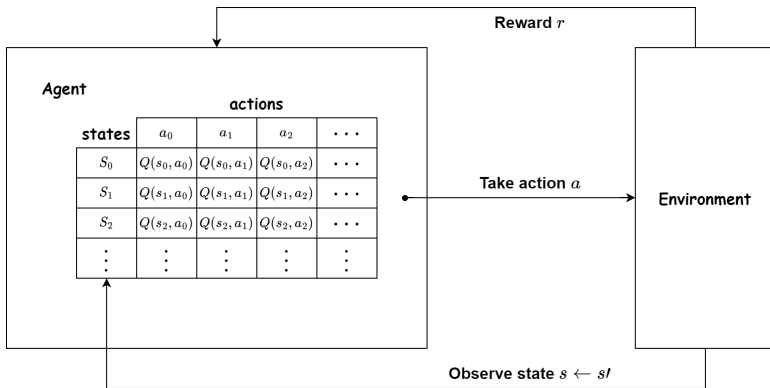 Reward r
Agent
actions
states a₀ a₁ a₂ ···
S₀ Q(s₀, a₀) Q(s₀, a₁) Q(s₀, a₂) ···
S₁ Q(s₁, a₀) Q(s₁, a₁) Q(s₁, a₂) ···
S₂ Q(s₂, a₀) Q(s₂, a₁) Q(s₂, a₂) ···
⋮ ⋮ ⋮ ⋮ ⋮
Take action a
Environment
Observe state s ← s′